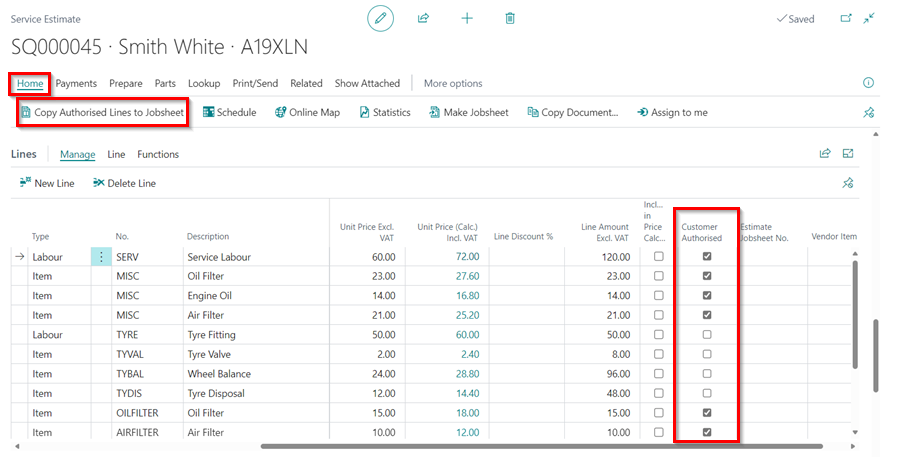 Service Estimate
Saved
SQ000045 · Smith White · A19XLN
Home Payments Prepare Parts Lookup Print/Send Related Show Attached More options
Copy Authorised Lines to Jobsheet Schedule Online Map Statistics Make Jobsheet Copy Document... Assign to me
Lines Manage Line Functions
New Line Delete Line
Type No. Description Unit Price Excl. VAT Unit Price (Calc.) Incl. VAT Line Discount % Line Amount Excl. VAT Incl... in Price Calc... Customer Authorised Estimate Jobsheet No. Vendor Item
Labour SERV Service Labour 60.00 72.00 120.00
Item MISC Oil Filter 23.00 27.60 23.00
Item MISC Engine Oil 14.00 16.80 14.00
Item MISC Air Filter 21.00 25.20 21.00
Labour TYRE Tyre Fitting 50.00 60.00 50.00
Item TYVAL Tyre Valve 2.00 2.40 8.00
Item TYBAL Wheel Balance 24.00 28.80 96.00
Item TYDIS Tyre Disposal 12.00 14.40 48.00
Item OILFILTER Oil Filter 15.00 18.00 15.00
Item AIRFILTER Air Filter 10.00 12.00 10.00